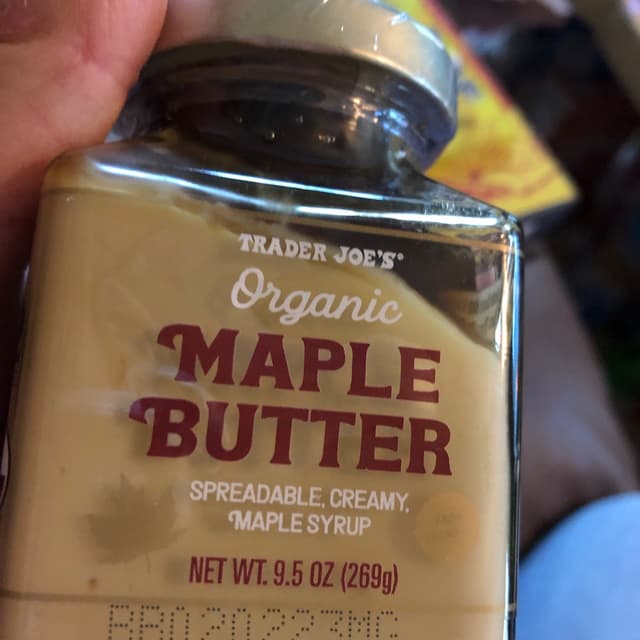 TRADER JOE'S®
Organic
MAPLE
BUTTER
SPREADABLE, CREAMY,
MAPLE SYRUP
NET WT. 9.5 OZ (269g)